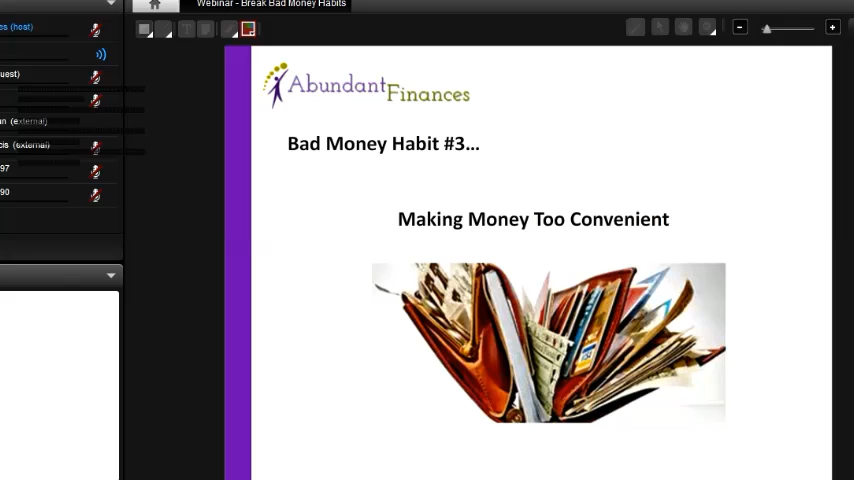 Webinar - Break Bad Money Habits
(host)
(external)
(external)
97
90
Abundant
Finances
Bad Money Habit #3...
Making Money Too Convenient